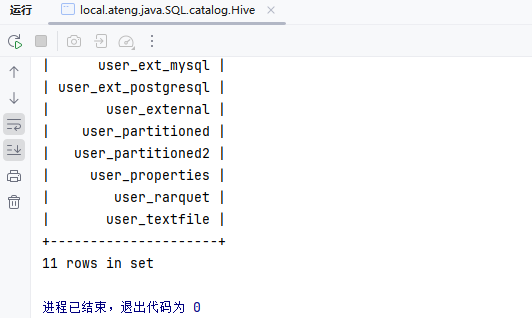 运行 local.ateng.java.SQL.catalog.Hive
| user_ext_mysql |
| user_ext_postgresql |
| user_external |
| user_partitioned |
| user_partitioned2 |
| user_properties |
| user_rarquet |
| user_textfile |
+---------------------+
11 rows in set
进程已结束，退出代码为 0